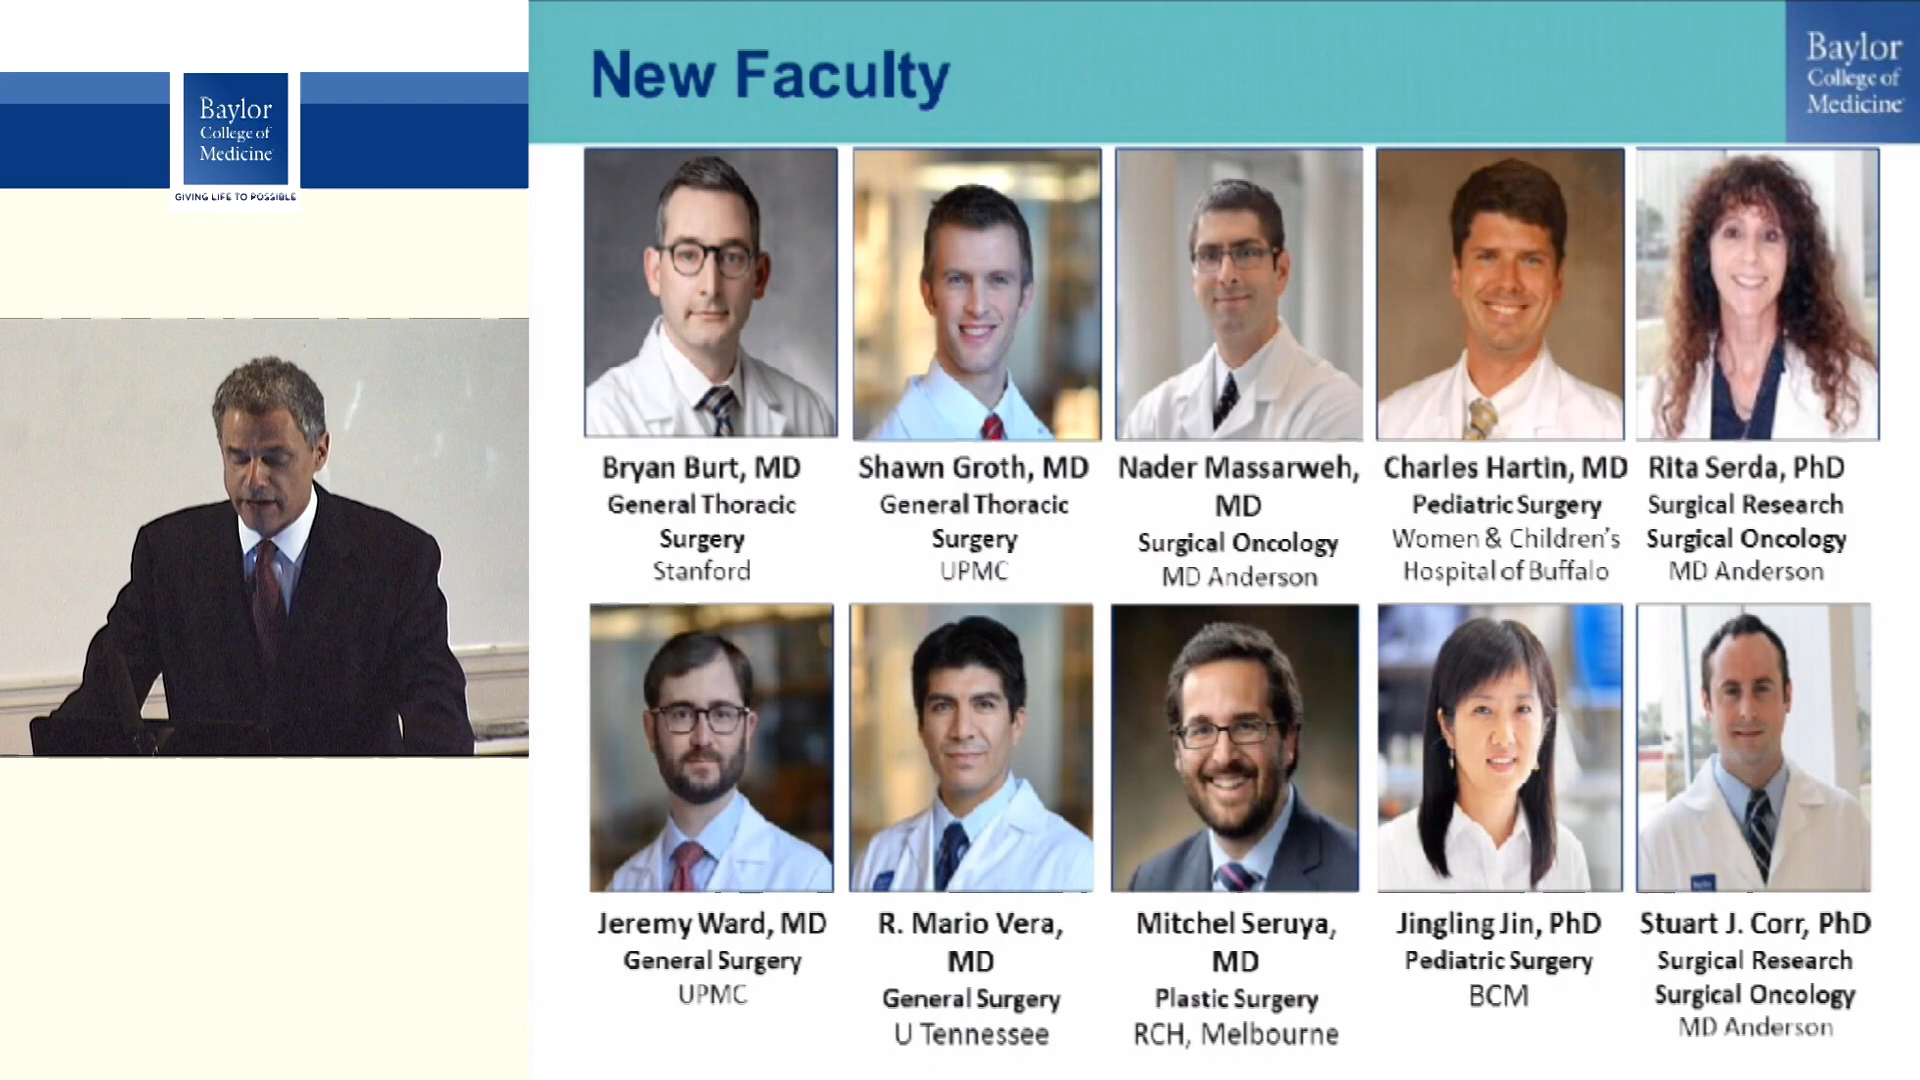 Baylor
College of
Medicine
GIVING LIFE TO POSSIBLE
New Faculty
Baylor
College of
Medicine
Bryan Burt, MD
General Thoracic
Surgery
Stanford
Shawn Groth, MD
General Thoracic
Surgery
UPMC
Nader Massarweh,
MD
Surgical Oncology
MD Anderson
Charles Hartin, MD
Pediatric Surgery
Women & Children's
Hospital of Buffalo
Rita Serda, PhD
Surgical Research
Surgical Oncology
MD Anderson
Jeremy Ward, MD
General Surgery
UPMC
R. Mario Vera,
MD
General Surgery
U Tennessee
Mitchel Seruya,
MD
Plastic Surgery
RCH, Melbourne
Jingling Jin, PhD
Pediatric Surgery
BCM
Stuart J. Corr, PhD
Surgical Research
Surgical Oncology
MD Anderson